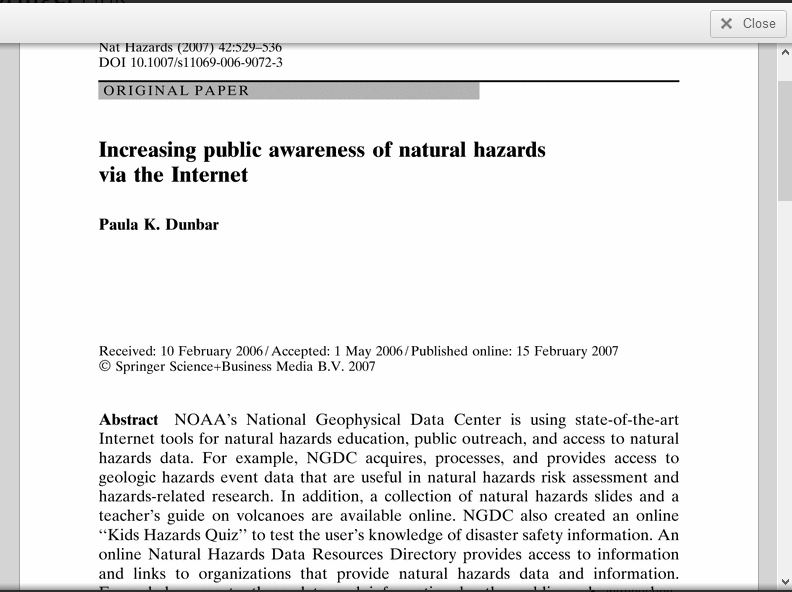 Close
Nat Hazards (2007) 42:529–536
DOI 10.1007/s11069-006-9072-3
ORIGINAL PAPER
Increasing public awareness of natural hazards
via the Internet
Paula K. Dunbar
Received: 10 February 2006 / Accepted: 1 May 2006 / Published online: 15 February 2007
© Springer Science+Business Media B.V. 2007
Abstract NOAA’s National Geophysical Data Center is using state-of-the-art
Internet tools for natural hazards education, public outreach, and access to natural
hazards data. For example, NGDC acquires, processes, and provides access to
geologic hazards event data that are useful in natural hazards risk assessment and
hazards-related research. In addition, a collection of natural hazards slides and a
teacher’s guide on volcanoes are available online. NGDC also created an online
‘‘Kids Hazards Quiz’’ to test the user’s knowledge of disaster safety information. An
online Natural Hazards Data Resources Directory provides access to information
and links to organizations that provide natural hazards data and information.